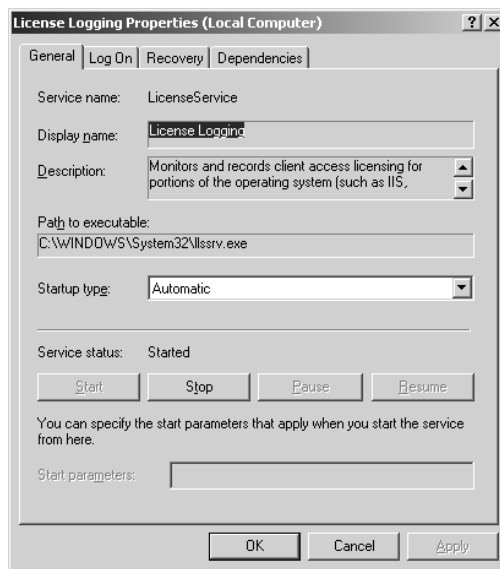 License Logging Properties (Local Computer)
General Log On Recovery Dependencies
Service name: LicenseService
Display name: License Logging
Description: Monitors and records client access licensing for
portions of the operating system (such as IIS,
Path to executable:
C:\WINDOWS\System32\llssrv.exe
Startup type: Automatic
Service status: Started
Start Stop Pause Resume
You can specify the start parameters that apply when you start the service
from here.
Start parameters:
OK Cancel Apply